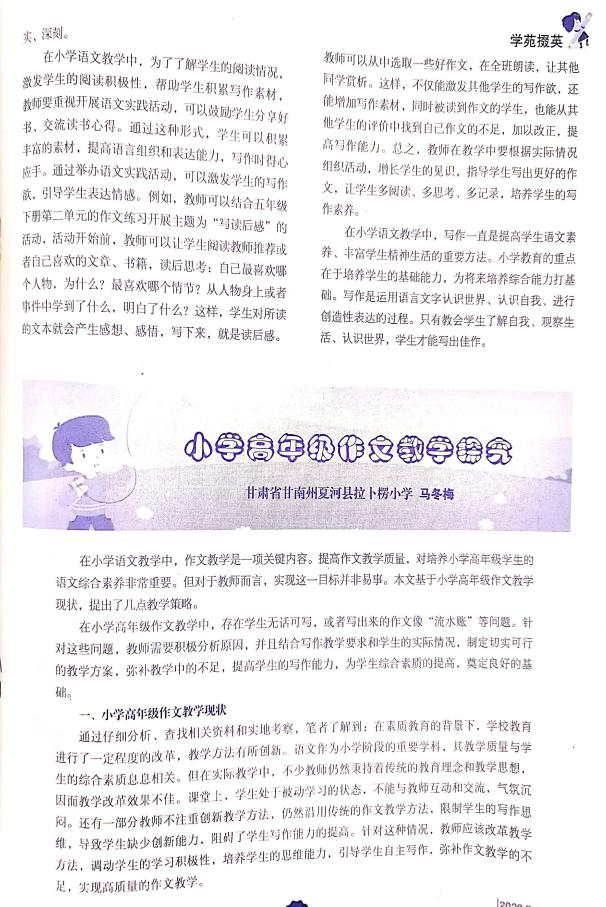 学苑掇英
实、深刻。
在小学语文教学中，为了了解学生的阅读情况，
激发学生的阅读积极性，帮助学生积累写作素材，
教师要重视开展语文实践活动，可以鼓励学生分享好
书、交流读书心得。通过这种形式，学生可以积累
丰富的素材，提高语言组织和表达能力，写作时得心
应手。通过举办语文实践活动、可以激发学生的写作
欲，引导学生表达情感。例如，教师可以结合五年级
下册第二单元的作文练习开展主题为“写读后感”的
活动，活动开始前，教师可以让学生阅读教师推荐或
者自己喜欢的文章、书籍，读后思考：自己最喜欢哪
个人物，为什么？最喜欢哪个情节？从人物身上或者
事件中学到了什么，明白了什么？这样，学生对所读
的文本就会产生感想、感悟，写下来，就是读后感。
教师可以从中选取一些好作文，在全班朗读，让其他
同学赏析。这样，不仅能激发其他学生的写作欲，还
能增加写作素材，同时被读到作文的学生，也能从其
他学生的评价中找到自己作文的不足，加以改正，提
高写作能力。总之，教师在教学中要根据实际情况
组织活动，增长学生的见识，指导学生写出更好的作
文，让学生多阅读、多思考、多记录，培养学生的写
作素养。
在小学语文教学中，写作一直是提高学生语文素
养、丰富学生精神生活的重要方法。小学教育的重点
在于培养学生的基础能力，为将来培养综合能力打基
础。写作是运用语言文字认识世界、认识自我、进行
创造性表达的过程。只有教会学生了解自我、观察生
活、认识世界，学生才能写出佳作。
小学高年级作文教学探究
甘肃省甘南州夏河县拉卜楞小学 马冬梅
在小学语文教学中，作文教学是一项关键内容。提高作文教学质量，对培养小学高年级学生的
语文综合素养非常重要。但对于教师而言，实现这一目标并非易事。本文基于小学高年级作文教学
现状，提出了几点教学策略。
在小学高年级作文教学中，存在学生无话可写，或者写出来的作文像“流水账”等问题。针
对这些问题，教师需要积极分析原因，并且结合写作教学要求和学生的实际情况，制定切实可行
的教学方案，弥补教学中的不足，提高学生的写作能力，为学生综合素质的提高，奠定良好的基
础。
一、小学高年级作文教学现状
通过仔细分析、查找相关资料和实地考察，笔者了解到：在素质教育的背景下，学校教育
进行了一定程度的改革，教学方法有所创新。语文作为小学阶段的重要学科，其教学质量与学
生的综合素质息息相关。但在实际教学中，不少教师仍然秉持着传统的教育理念和教学思想，
因而教学改革效果不佳。课堂上，学生处于被动学习的状态，不能与教师互动和交流，气氛沉
闷。还有一部分教师不注重创新教学方法，仍然沿用传统的作文教学方法，限制学生的写作思
维，导致学生缺少创新能力，阻碍了学生写作能力的提高。针对这种情况，教师应该改革教学
方法，调动学生的学习积极性，培养学生的思维能力，引导学生自主写作，弥补作文教学的不
足，实现高质量的作文教学。